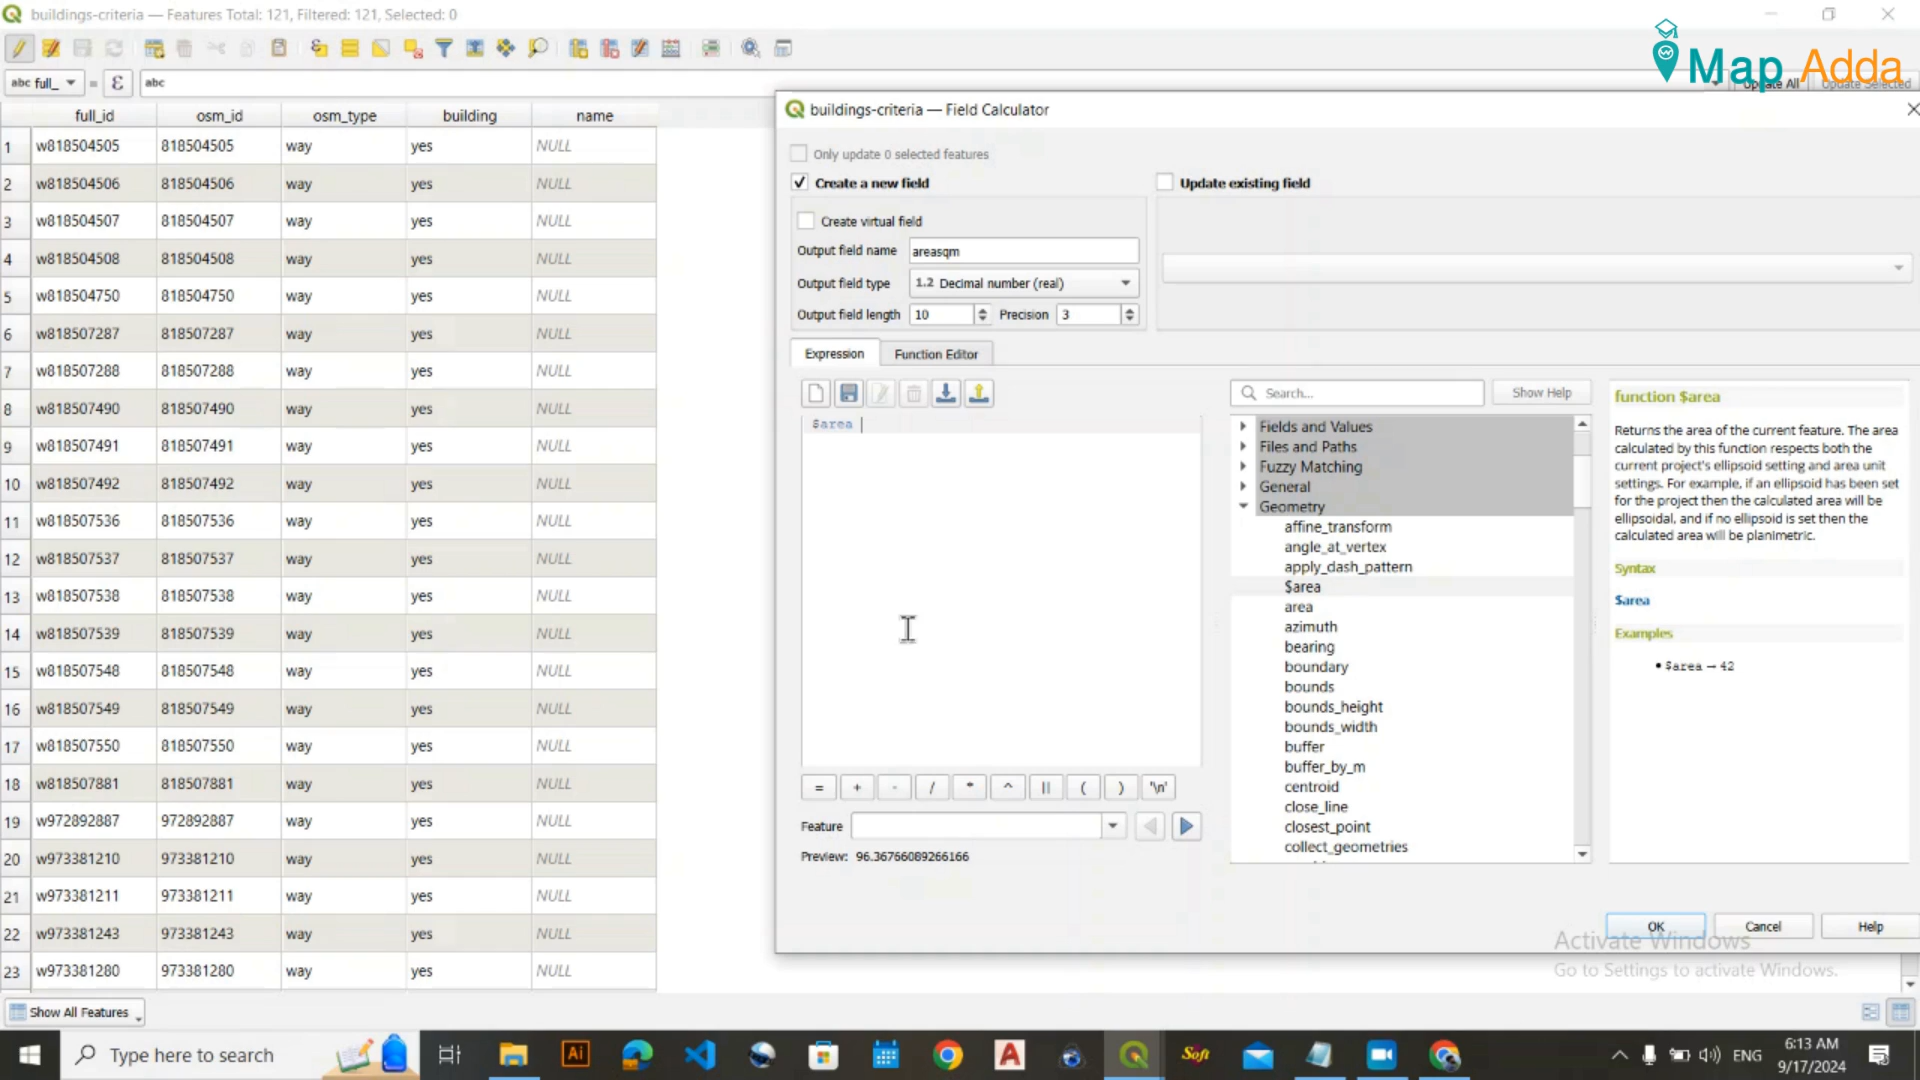 buildings-criteria — Features Total: 121, Filtered: 121, Selected: 0
Map Adda
abc full_ = ε abc Update All Update Selected
full_id osm_id osm_type building name
1 w818504505 818504505 way yes NULL
2 w818504506 818504506 way yes NULL
3 w818504507 818504507 way yes NULL
4 w818504508 818504508 way yes NULL
5 w818504750 818504750 way yes NULL
6 w818507287 818507287 way yes NULL
7 w818507288 818507288 way yes NULL
8 w818507490 818507490 way yes NULL
9 w818507491 818507491 way yes NULL
10 w818507492 818507492 way yes NULL
11 w818507536 818507536 way yes NULL
12 w818507537 818507537 way yes NULL
13 w818507538 818507538 way yes NULL
14 w818507539 818507539 way yes NULL
15 w818507548 818507548 way yes NULL
16 w818507549 818507549 way yes NULL
17 w818507550 818507550 way yes NULL
18 w818507881 818507881 way yes NULL
19 w972892887 972892887 way yes NULL
20 w973381210 973381210 way yes NULL
21 w973381211 973381211 way yes NULL
22 w973381243 973381243 way yes NULL
23 w973381280 973381280 way yes NULL
Show All Features
buildings-criteria — Field Calculator
Only update 0 selected features
Create a new field
Update existing field
Create virtual field
Output field name areasqm
Output field type 1.2 Decimal number (real)
Output field length 10 Precision 3
Expression Function Editor
Search... Show Help
$area
Fields and Values
Files and Paths
Fuzzy Matching
General
Geometry
affine_transform
angle_at_vertex
apply_dash_pattern
$area
area
azimuth
bearing
boundary
bounds
bounds_height
bounds_width
buffer
buffer_by_m
centroid
close_line
closest_point
collect_geometries
function $area
Returns the area of the current feature. The area
calculated by this function respects both the
current project's ellipsoid setting and area unit
settings. For example, if an ellipsoid has been set
for the project then the calculated area will be
ellipsoidal, and if no ellipsoid is set then the
calculated area will be planimetric.
Syntax
$area
Examples
• $area → 42
= + - / * ^ || ( ) '\n'
Feature
Preview: 96.36766089266166
OK Cancel Help
Activate Windows
Go to Settings to activate Windows.
Type here to search
Ai
A
Soft
ENG
6:13 AM
9/17/2024